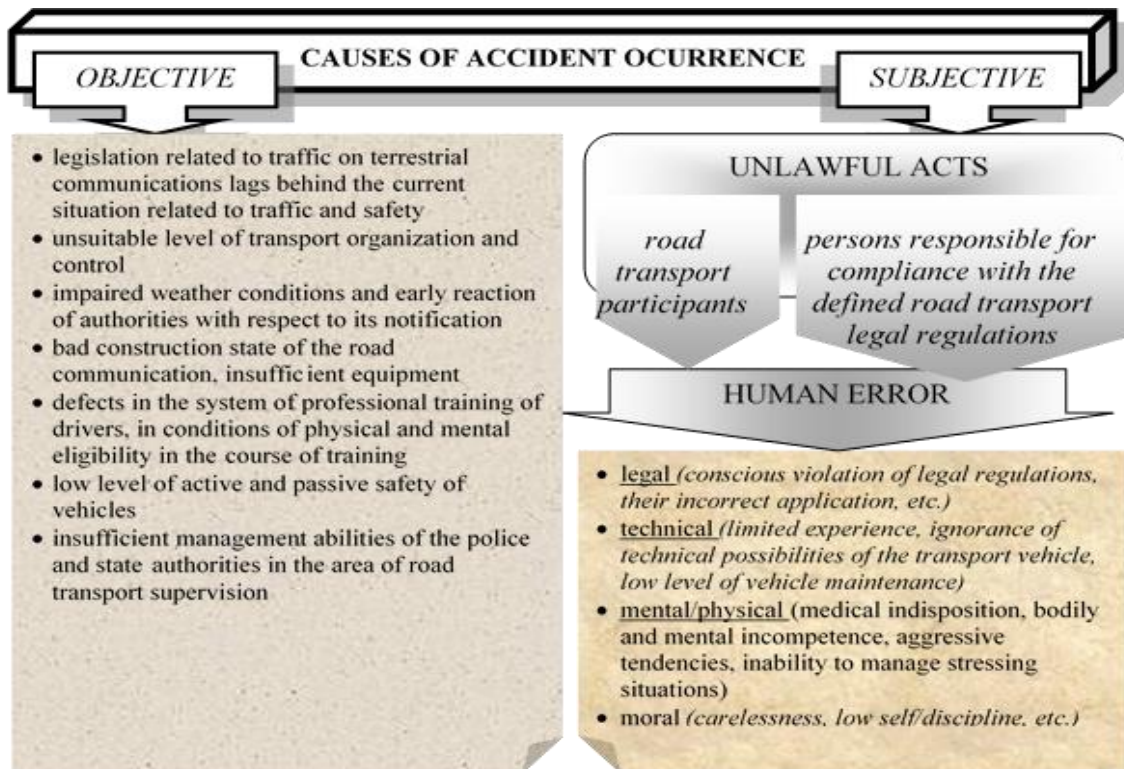 CAUSES OF ACCIDENT OCURRENCE
OBJECTIVE
SUBJECTIVE
• legislation related to traffic on terrestrial
communications lags behind the current
situation related to traffic and safety
• unsuitable level of transport organization and
control
• impaired weather conditions and early reaction
of authorities with respect to its notification
• bad construction state of the road
communication, insufficient equipment
• defects in the system of professional training of
drivers, in conditions of physical and mental
eligibility in the course of training
• low level of active and passive safety of
vehicles
• insufficient management abilities of the police
and state authorities in the area of road
transport supervision
UNLAWFUL ACTS
road
transport
participants
persons responsible for
compliance with the
defined road transport
legal regulations
HUMAN ERROR
• legal (conscious violation of legal regulations,
their incorrect application, etc.)
• technical (limited experience, ignorance of
technical possibilities of the transport vehicle,
low level of vehicle maintenance)
• mental/physical (medical indisposition, bodily
and mental incompetence, aggressive
tendencies, inability to manage stressing
situations)
• moral (carelessness, low self/discipline, etc.)